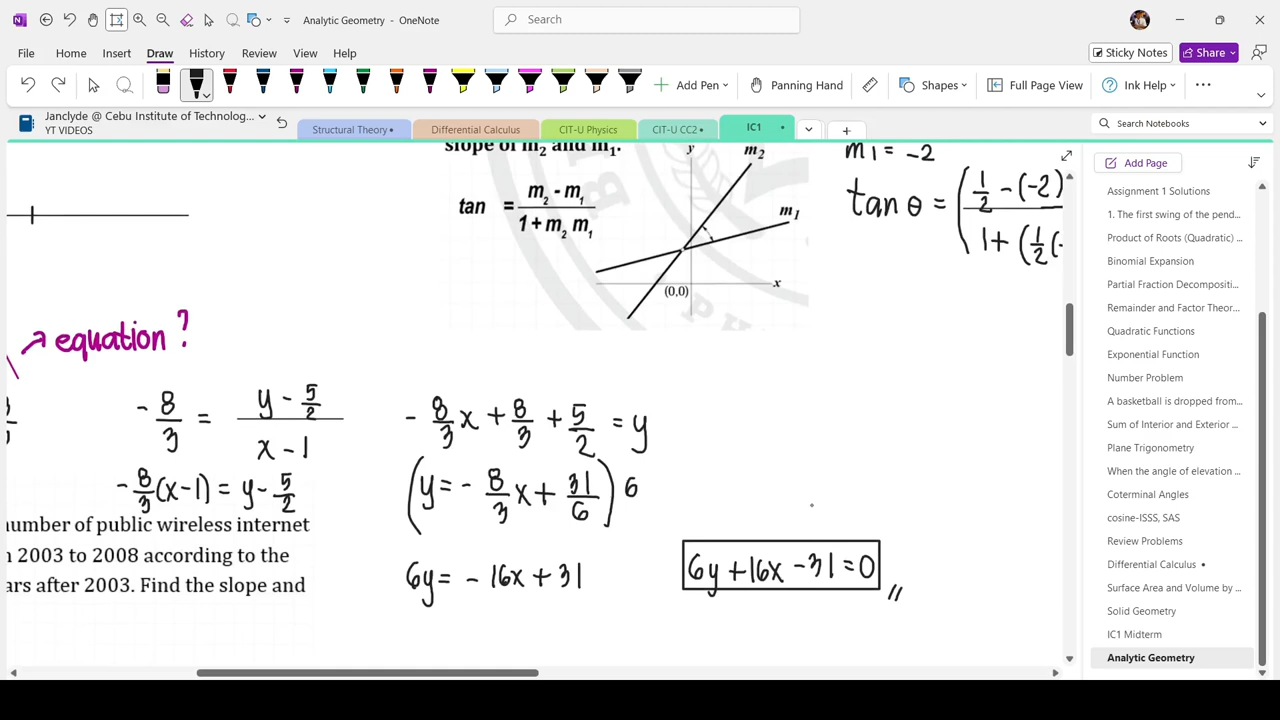 Analytic Geometry - OneNote
Search
File Home Insert Draw History Review View Help
Sticky Notes Share
Add Pen Panning Hand Shapes Full Page View Ink Help
Janclyde @ Cebu Institute of Technolog...
YT VIDEOS
Structural Theory Differential Calculus CIT-U Physics CIT-U CC2 IC1
Search Notebooks
Add Page
Assignment 1 Solutions
1. The first swing of the pend...
Product of Roots (Quadratic) ...
Binomial Expansion
Partial Fraction Decompositi...
Remainder and Factor Theor...
Quadratic Functions
Exponential Function
Number Problem
A basketball is dropped from...
Sum of Interior and Exterior ...
Plane Trigonometry
When the angle of elevation ...
Coterminal Angles
cosine-ISSS, SAS
Review Problems
Differential Calculus
Surface Area and Volume by ...
Solid Geometry
IC1 Midterm
Analytic Geometry
slope of m₂ and m₁.
tan = m₂ - m₁ / 1 + m₂ m₁
y
m₂
m₁
x
(0,0)
m₁ = -2
tan θ = ( 1/2 - (-2) / 1 + (1/2(-
→ equation ?
-8/3 = y - 5/2 / x - 1
-8/3(x-1) = y - 5/2
-8/3x + 8/3 + 5/2 = y
(y = -8/3x + 31/6) 6
6y = -16x + 31
6y + 16x - 31 = 0 //
number of public wireless internet
2003 to 2008 according to the
ars after 2003. Find the slope and